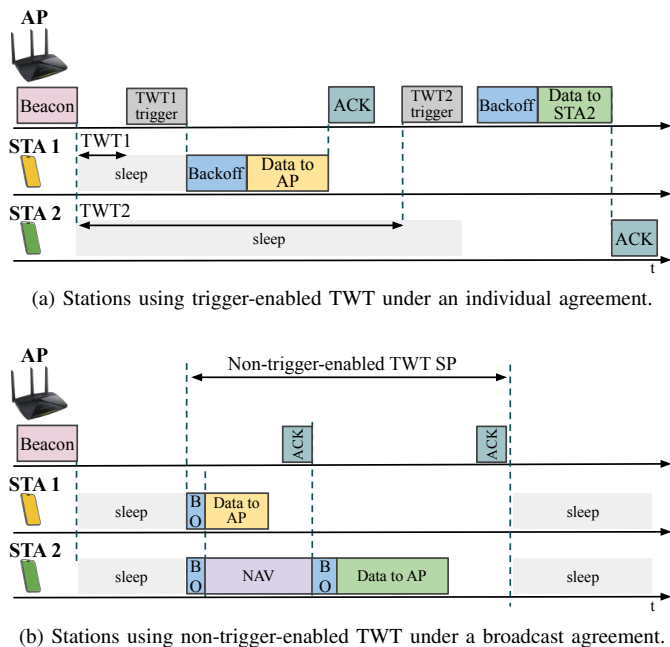 AP
Beacon
TWT1
trigger
ACK
TWT2
trigger
Backoff
Data to
STA2
STA 1
TWT1
sleep
Backoff
Data to
AP
STA 2
TWT2
sleep
ACK
t
(a) Stations using trigger-enabled TWT under an individual agreement.
AP
Non-trigger-enabled TWT SP
Beacon
ACK
ACK
STA 1
sleep
B
O
Data to
AP
sleep
STA 2
sleep
B
O
NAV
B
O
Data to AP
sleep
t
(b) Stations using non-trigger-enabled TWT under a broadcast agreement.